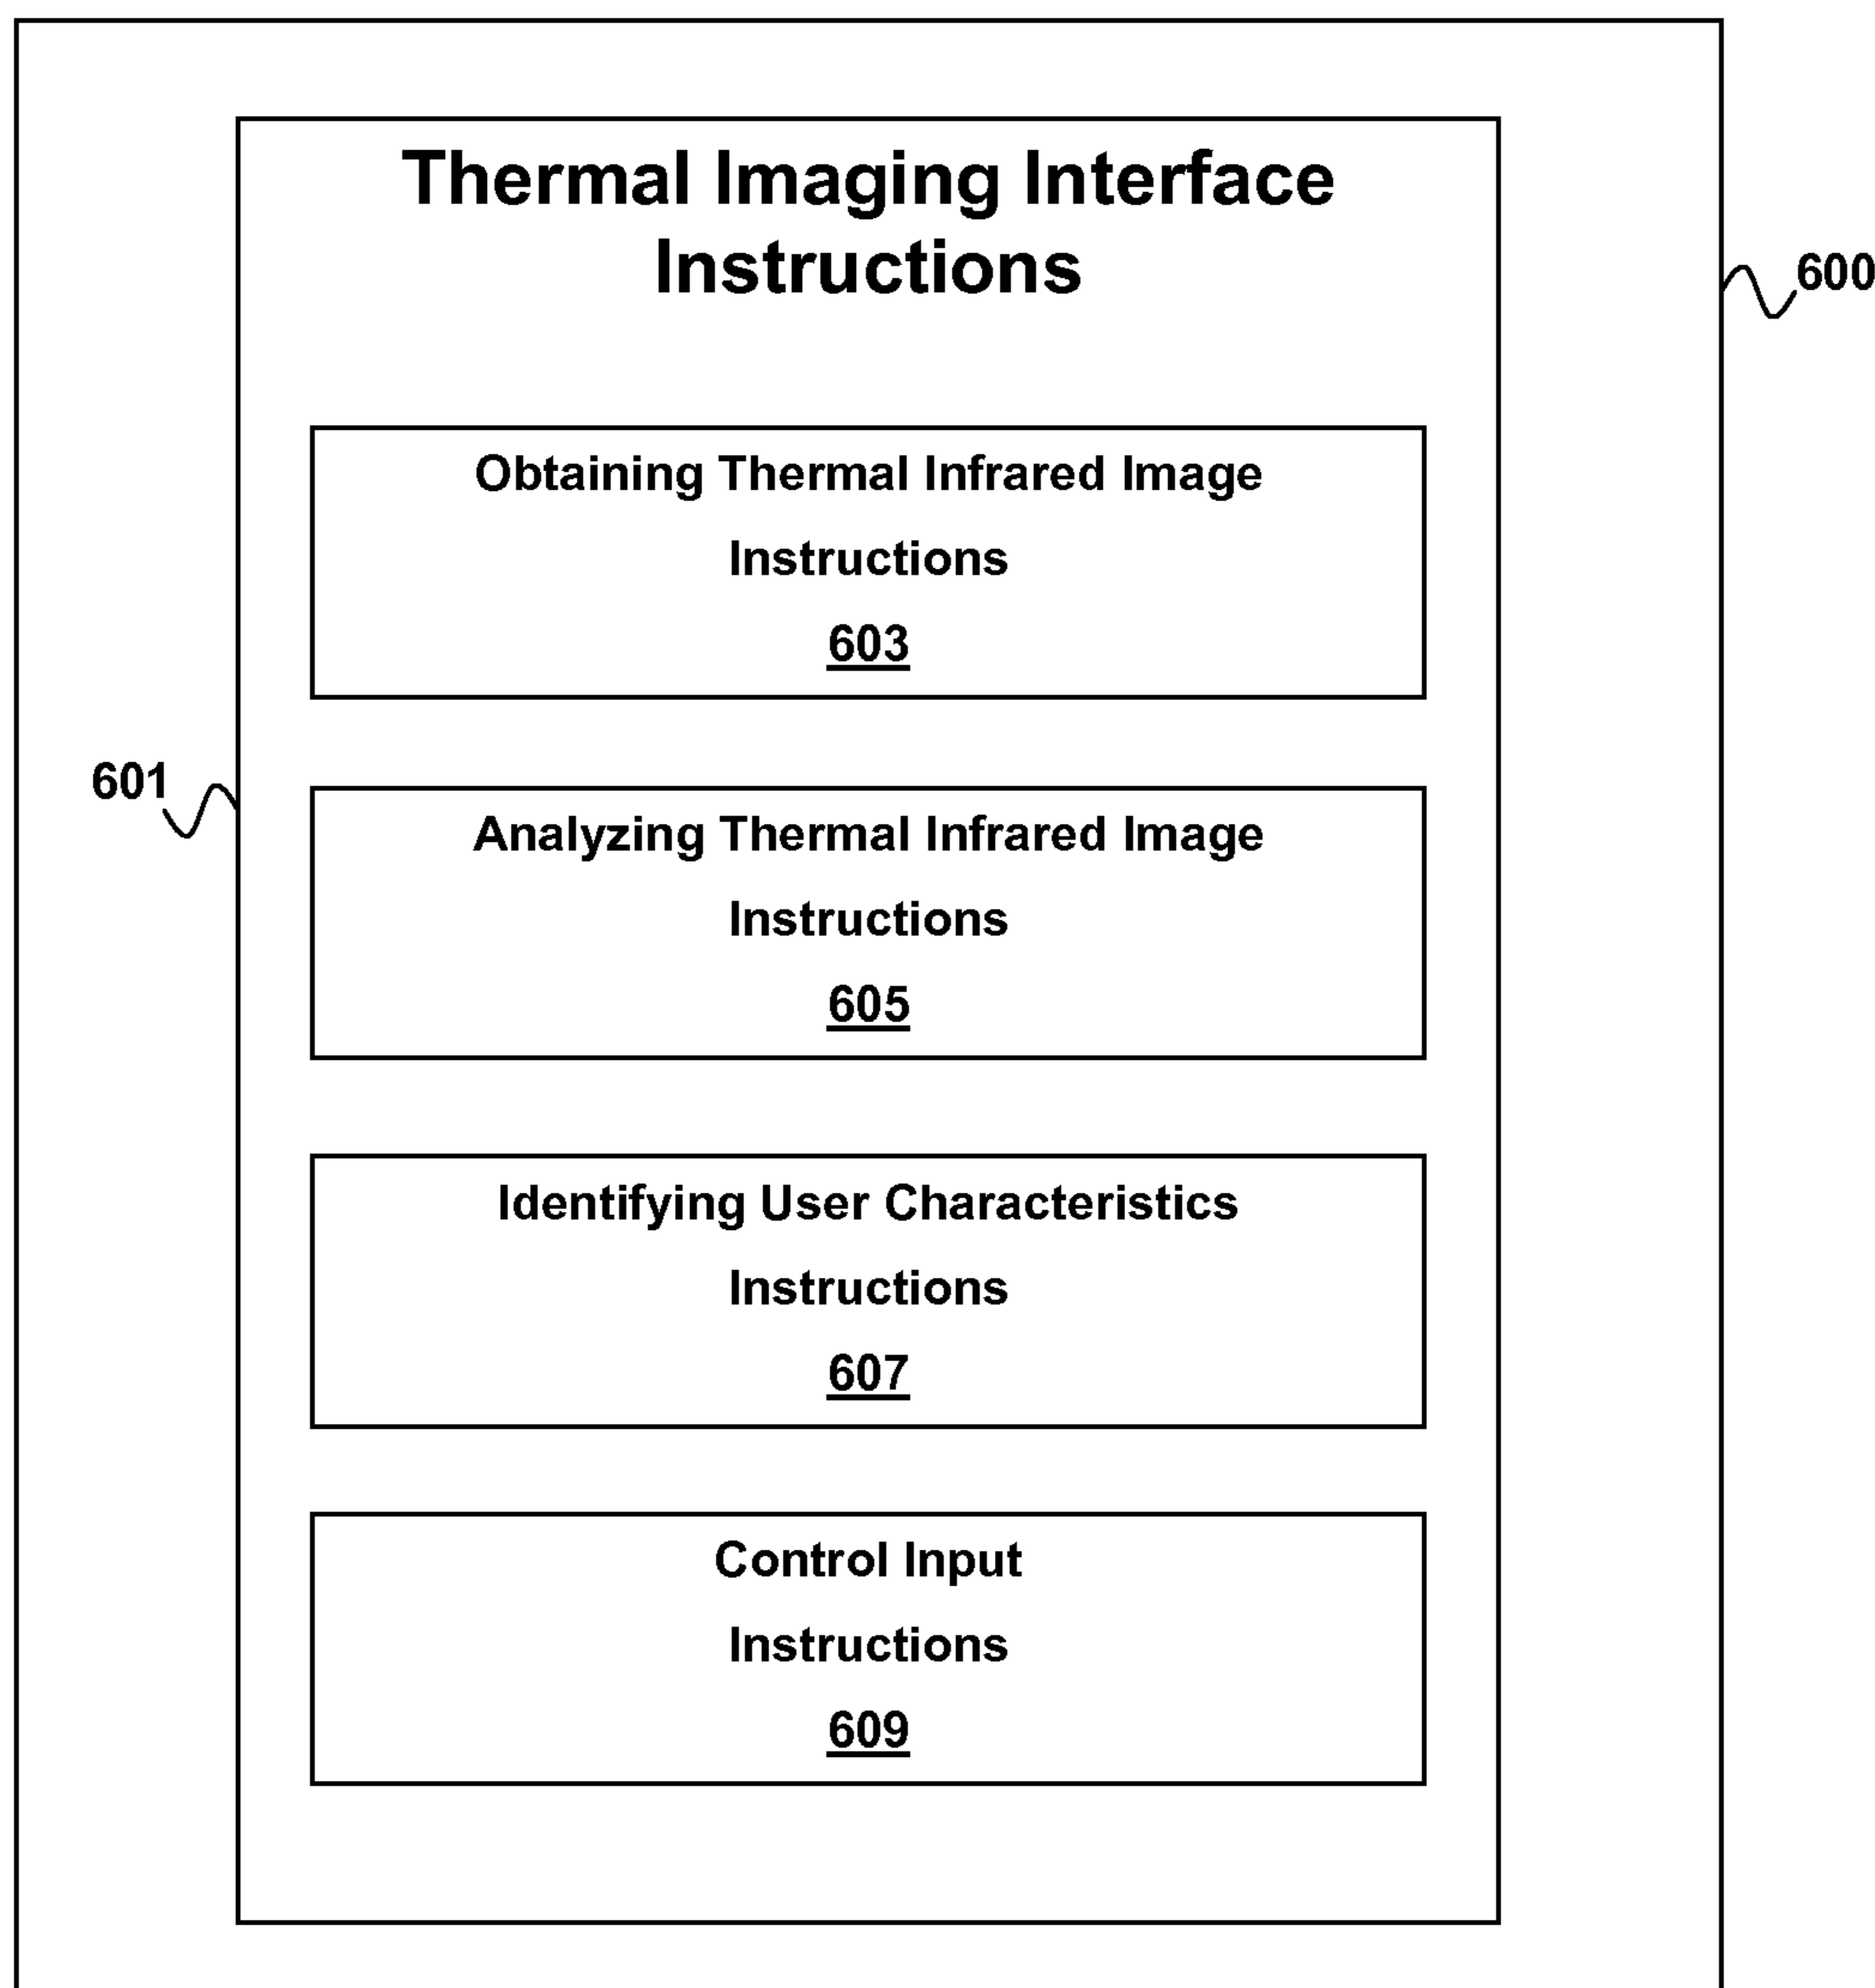 Thermal Imaging Interface
Instructions
600
Obtaining Thermal Infrared Image
Instructions
603
601
Analyzing Thermal Infrared Image
Instructions
605
Identifying User Characteristics
Instructions
607
Control Input
Instructions
609